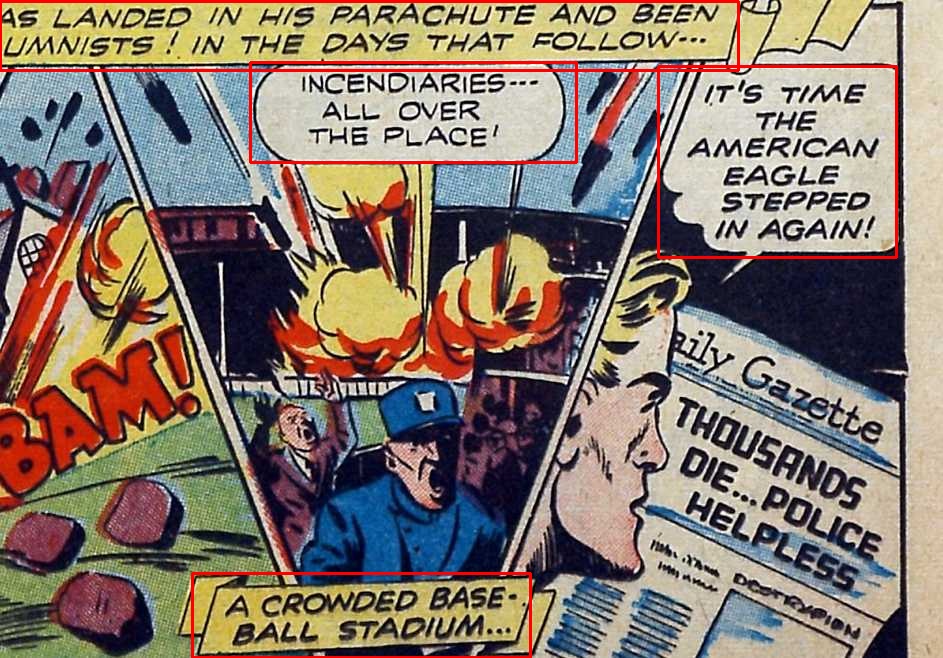 AS LANDED IN HIS PARACHUTE AND BEEN
UMNISTS! IN THE DAYS THAT FOLLOW---
INCENDIARIES---
ALL OVER
THE PLACE!
IT'S TIME
THE
AMERICAN
EAGLE
STEPPED
IN AGAIN!
BAM!
aily Gazette
THOUSANDS
DIE... POLICE
HELPLESS
DESTRUPION
A CROWDED BASE-
BALL STADIUM...